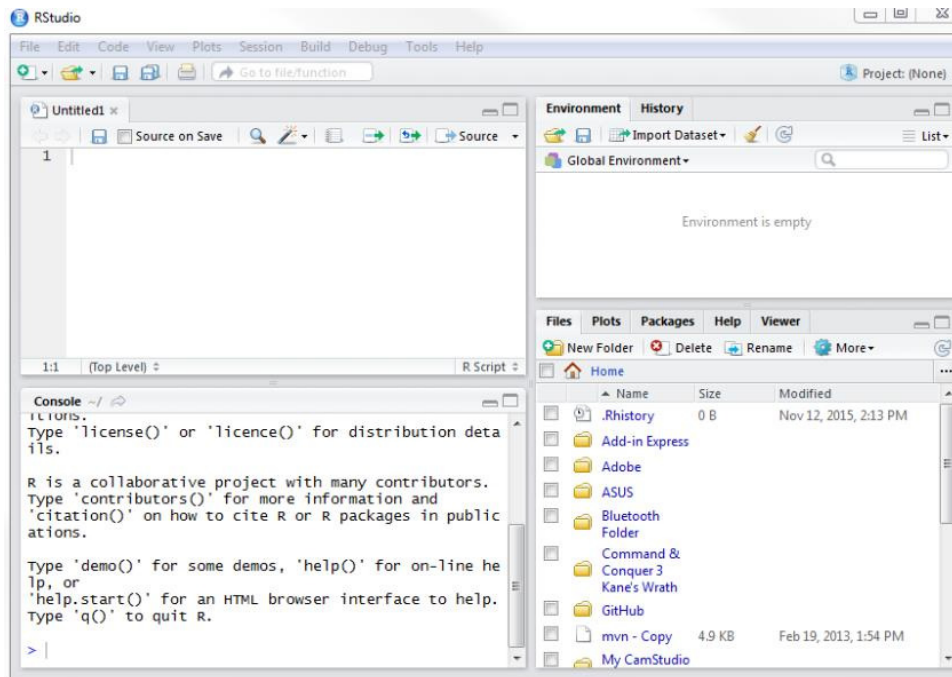 RStudio
File Edit Code View Plots Session Build Debug Tools Help
Go to file/function
Project: (None)
Untitled1
Source on Save
Source
1
1:1 (Top Level)
R Script
Console ~/
Type 'license()' or 'licence()' for distribution deta
ils.
R is a collaborative project with many contributors.
Type 'contributors()' for more information and
'citation()' on how to cite R or R packages in public
ations.
Type 'demo()' for some demos, 'help()' for on-line he
lp, or
'help.start()' for an HTML browser interface to help.
Type 'q()' to quit R.
>
Environment History
Import Dataset
List
Global Environment
Environment is empty
Files Plots Packages Help Viewer
New Folder Delete Rename More
Home
Name Size Modified
.Rhistory 0 B Nov 12, 2015, 2:13 PM
Add-in Express
Adobe
ASUS
Bluetooth
Folder
Command &
Conquer 3
Kane's Wrath
GitHub
mvn - Copy 4.9 KB Feb 19, 2013, 1:54 PM
My CamStudio